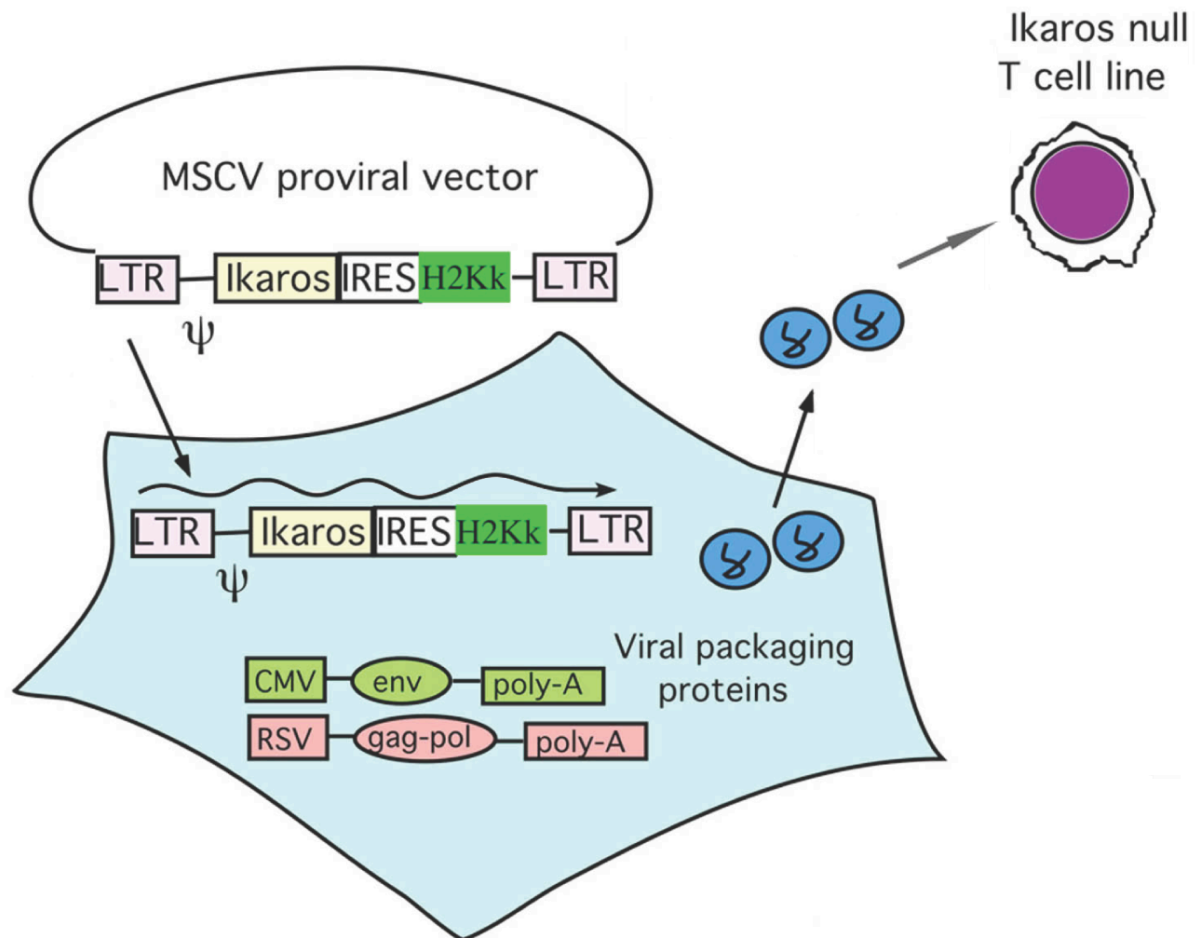 Ikaros null
T cell line
MSCV proviral vector
LTR Ikaros IRES H2Kk LTR
ψ
LTR Ikaros IRES H2Kk LTR
ψ
Viral packaging
proteins
CMV env poly-A
RSV gag-pol poly-A